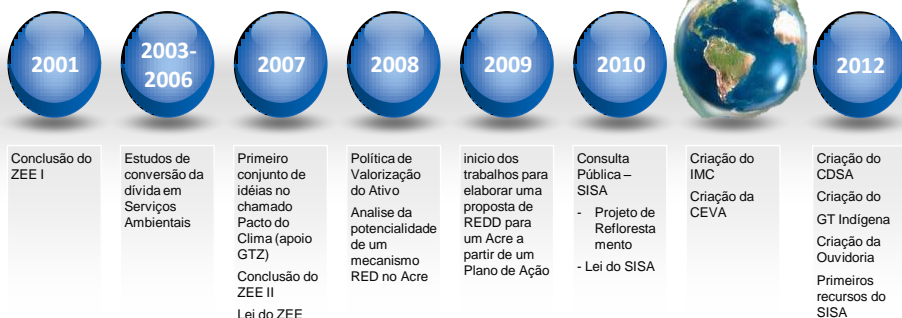 2001
2003-
2006
2007
2008
2009
2010
2012
Conclusão do
ZEE I
Estudos de
conversão da
dívida em
Serviços
Ambientais
Primeiro
conjunto de
idéias no
chamado
Pacto do
Clima (apoio
GTZ)
Conclusão do
ZEE II
Lei do ZEE
Política de
Valorização
do Ativo
Analise da
potencialidade
de um
mecanismo
RED no Acre
inicio dos
trabalhos para
elaborar uma
proposta de
REDD para
um Acre a
partir de um
Plano de Ação
Consulta
Pública –
SISA
- Projeto de
Refloresta
mento
- Lei do SISA
Criação do
IMC
Criação da
CEVA
Criação do
CDSA
Criação do
GT Indígena
Criação da
Ouvidoria
Primeiros
recursos do
SISA